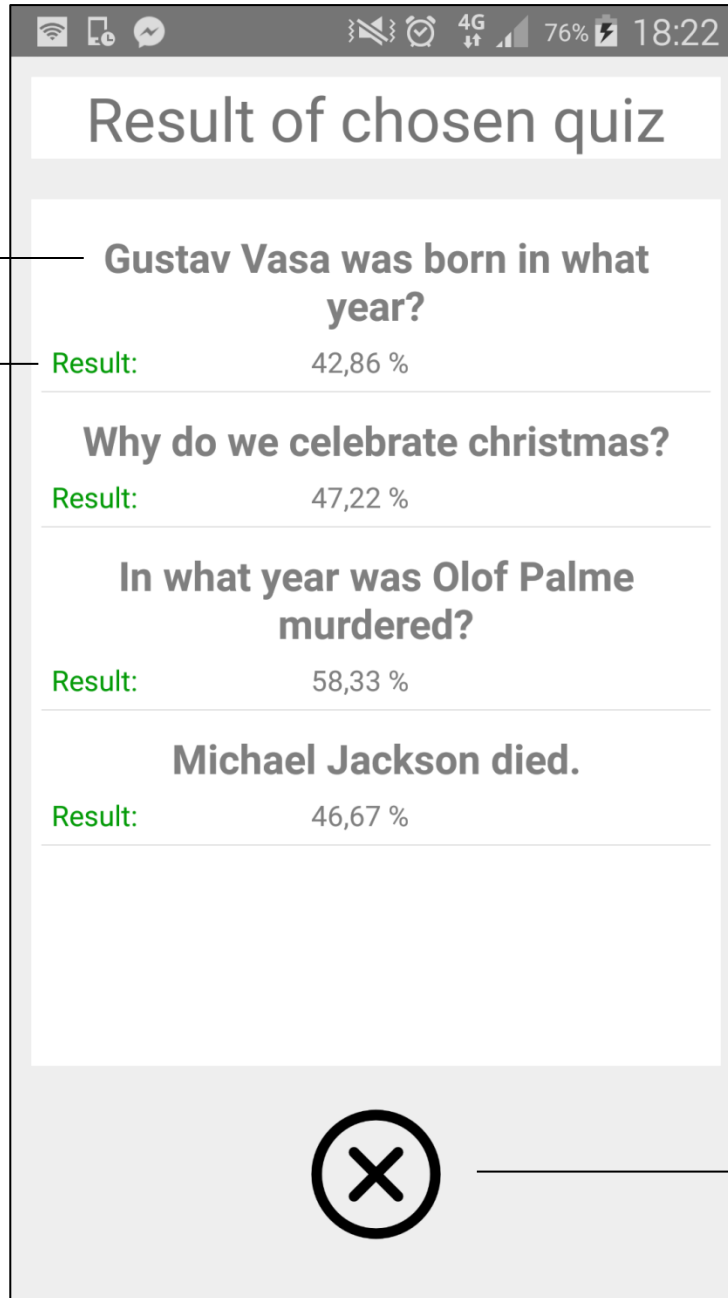 4G 76% 18:22
Result of chosen quiz
Gustav Vasa was born in what
year?
Result: 42,86 %
Why do we celebrate christmas?
Result: 47,22 %
In what year was Olof Palme
murdered?
Result: 58,33 %
Michael Jackson died.
Result: 46,67 %